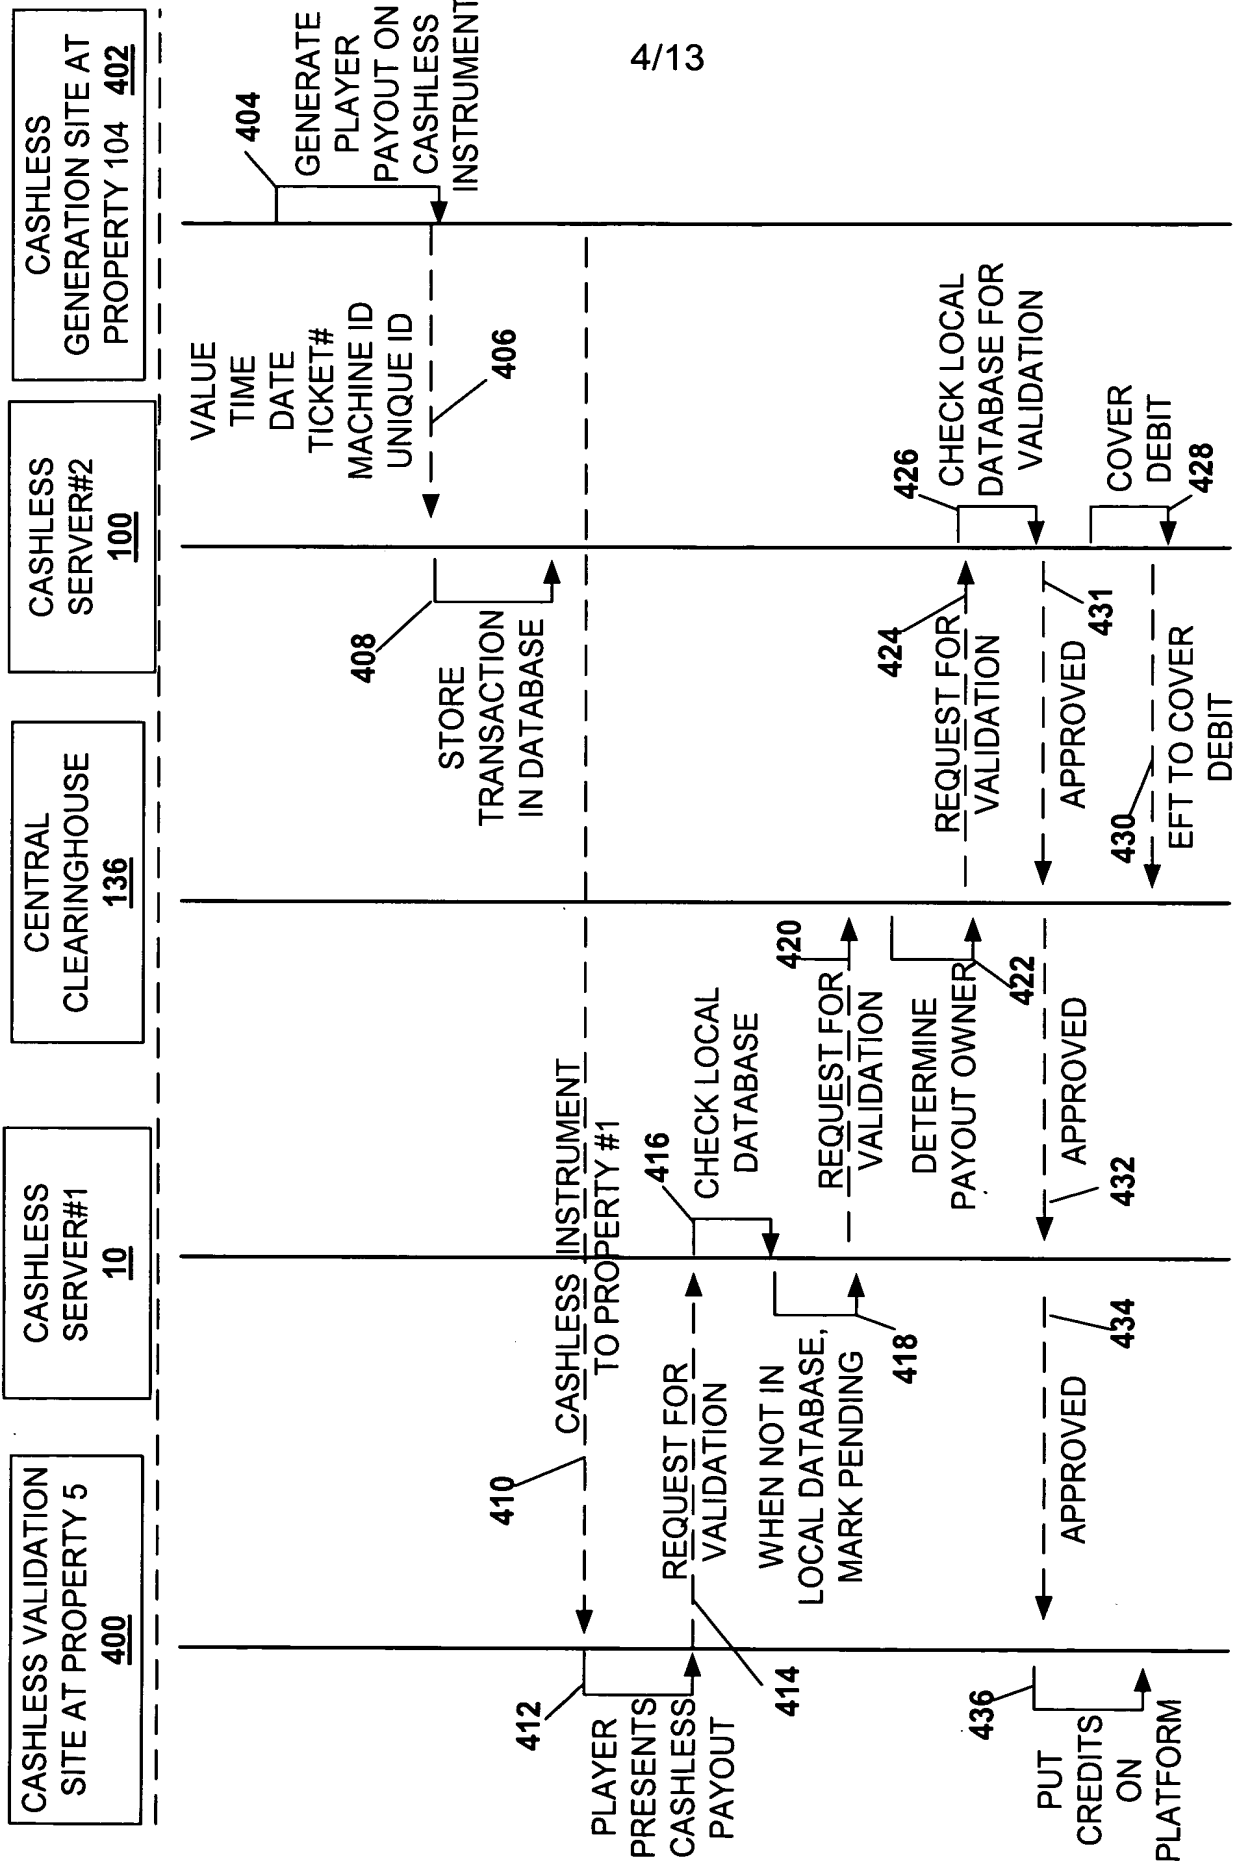 4/13
CASHLESS VALIDATION
SITE AT PROPERTY 5
400
CASHLESS
SERVER#1
10
CENTRAL
CLEARINGHOUSE
136
CASHLESS
SERVER#2
100
CASHLESS
GENERATION SITE AT
PROPERTY 104 402
404
GENERATE
PLAYER
PAYOUT ON
CASHLESS
INSTRUMENT
VALUE
TIME
DATE
TICKET#
MACHINE ID
UNIQUE ID
406
408
STORE
TRANSACTION
IN DATABASE
410
CASHLESS INSTRUMENT
TO PROPERTY #1
412
PLAYER
PRESENTS
CASHLESS
PAYOUT
414
REQUEST FOR
VALIDATION
416
CHECK LOCAL
DATABASE
418
WHEN NOT IN
LOCAL DATABASE,
MARK PENDING
420
REQUEST FOR
VALIDATION
422
DETERMINE
PAYOUT OWNER
424
REQUEST FOR
VALIDATION
426
CHECK LOCAL
DATABASE FOR
VALIDATION
431
APPROVED
COVER
DEBIT
428
430
EFT TO COVER
DEBIT
APPROVED
432
APPROVED
434
436
PUT
CREDITS
ON
PLATFORM